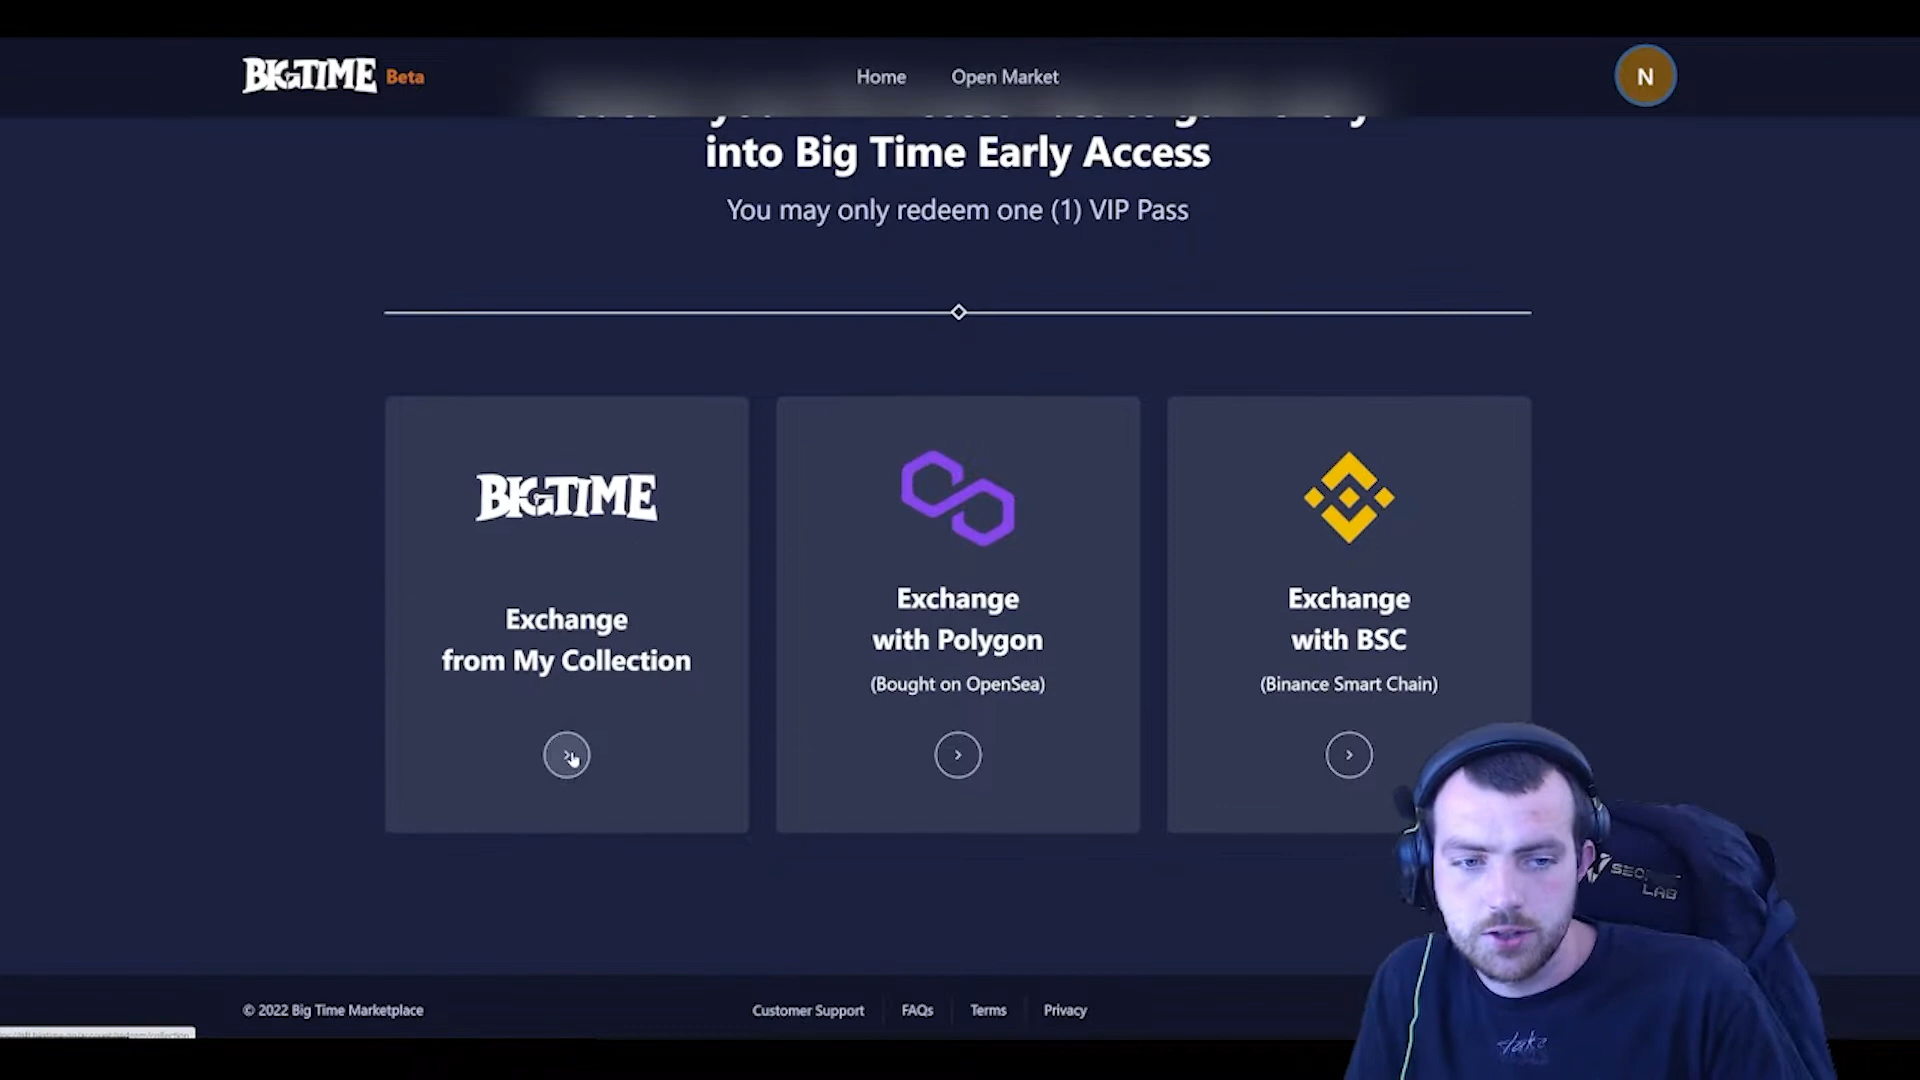 BIGTIME Beta
Home
Open Market
N
into Big Time Early Access
You may only redeem one (1) VIP Pass
BIGTIME
Exchange
from My Collection
Exchange
with Polygon
(Bought on OpenSea)
Exchange
with BSC
(Binance Smart Chain)
LAB
© 2022 Big Time Marketplace
Customer Support
FAQs
Terms
Privacy